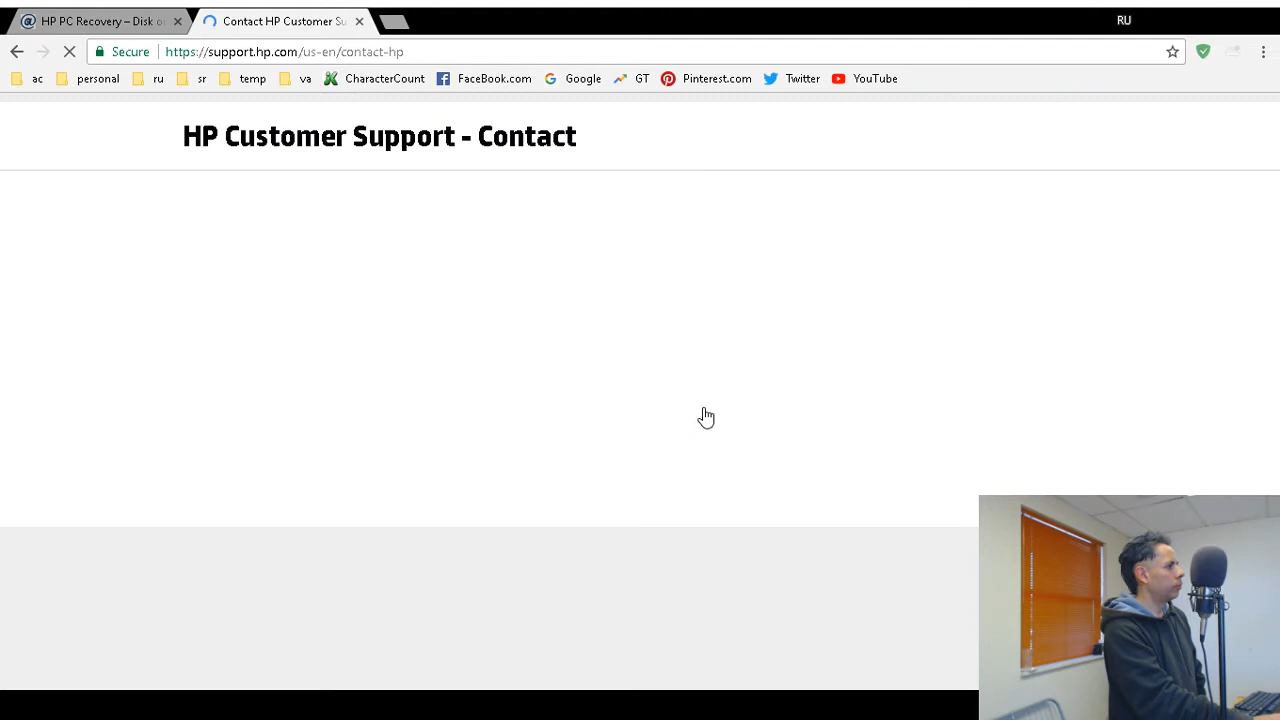 HP PC Recovery – Disk o
Contact HP Customer Su
RU
Secure
https://support.hp.com/us-en/contact-hp
ac
personal
ru
sr
temp
va
CharacterCount
FaceBook.com
Google
GT
Pinterest.com
Twitter
YouTube
HP Customer Support - Contact